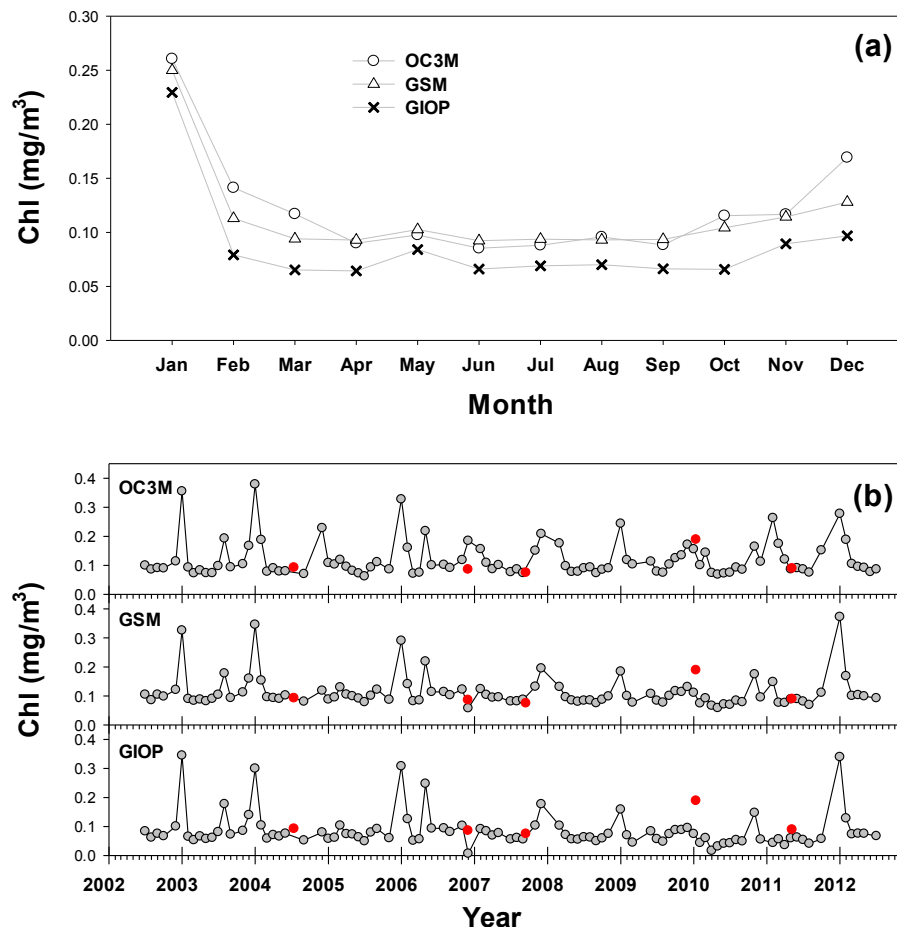 0.30
(a)
OC3M
GSM
GIOP
0.25
0.20
0.15
0.10
0.05
0.00
Chl (mg/m³)
Jan Feb Mar Apr May Jun Jul Aug Sep Oct Nov Dec
Month
(b)
OC3M
0.4
0.3
0.2
0.1
0.0
GSM
0.4
0.3
0.2
0.1
0.0
GIOP
0.4
0.3
0.2
0.1
0.0
Chl (mg/m³)
2002 2003 2004 2005 2006 2007 2008 2009 2010 2011 2012
Year